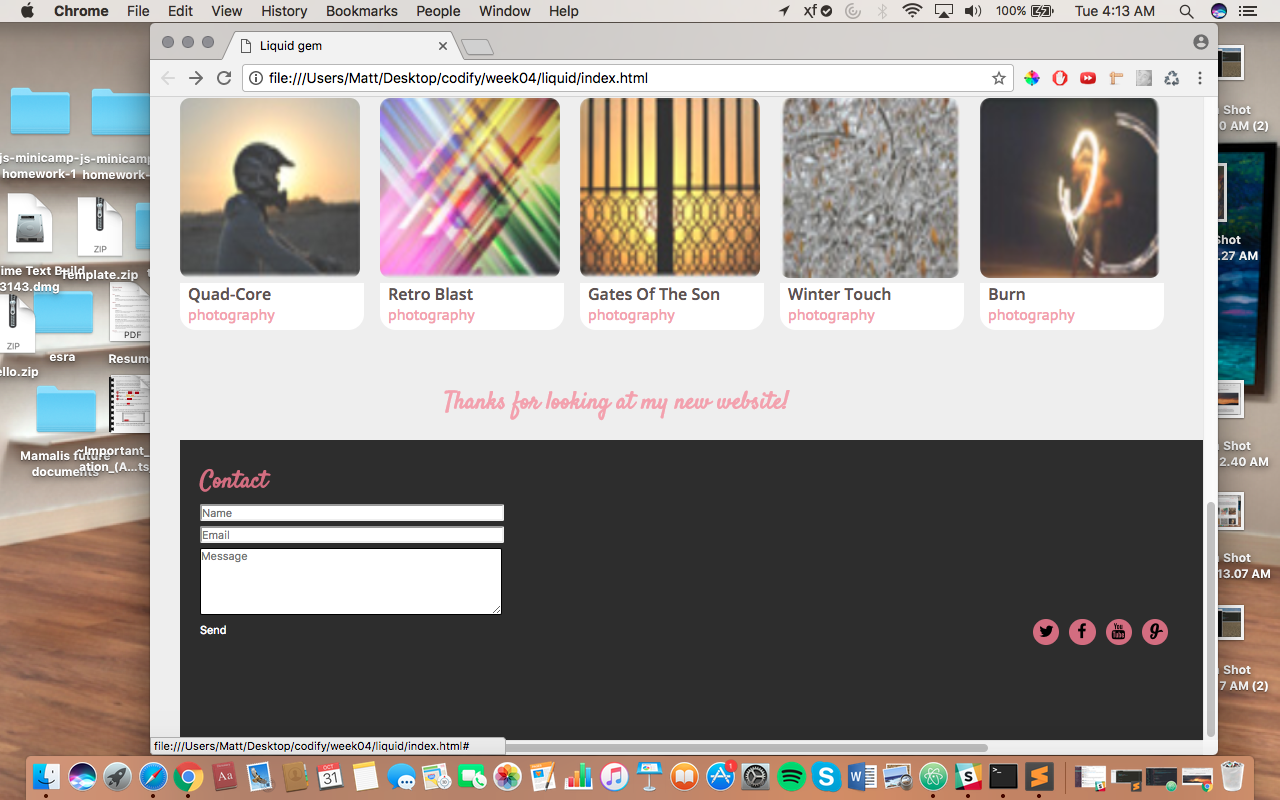 Chrome File Edit View History Bookmarks People Window Help
xf 100% Tue 4:13 AM
Liquid gem
file:///Users/Matt/Desktop/codify/week04/liquid/index.html
Quad-Core
photography
Retro Blast
photography
Gates Of The Son
photography
Winter Touch
photography
Burn
photography
Thanks for looking at my new website!
Contact
Name
Email
Message
Send
You
Tube
file:///Users/Matt/Desktop/codify/week04/liquid/index.html#
js-minicamp-
homework-1
js-minicamp
homework-
ZIP
ime Text Build
3143.dmg
Template.zip
ZIP
PDF
esra
Resum
llo.zip
Mamalis future
documents
~Important_
ation_(A...ts
Shot
0 AM (2)
Shot
.27 AM
Shot
2.40 AM
Shot
13.07 AM
Shot
7 AM (2)
Aa
OCT
31
1